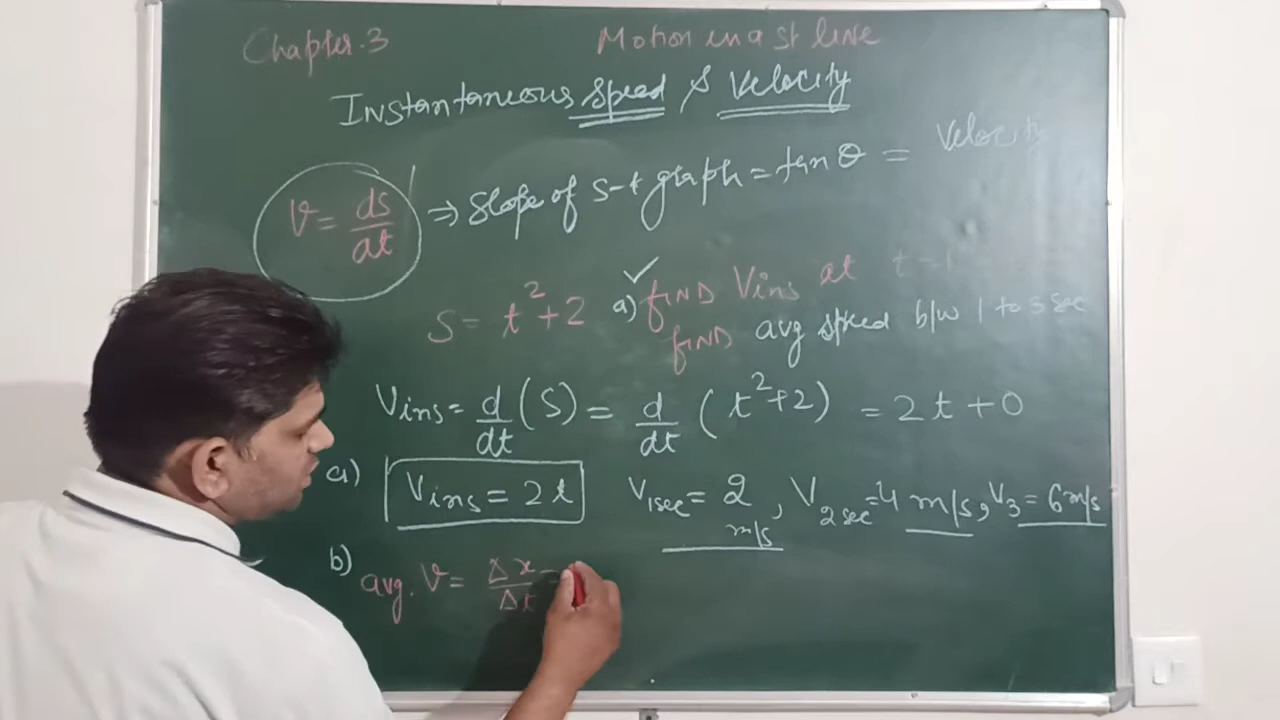 Chapter.3 Motion in a st line
Instantaneous Speed & Velocity
V = ds/dt ⇒ Slope of s-t graph = tan θ = Velocity
S = t²+2 a) FIND Vins at t=1
FIND avg speed b/w 1 to 3 sec
Vins = d/dt (S) = d/dt (t²+2) = 2t+0
a) Vins = 2t V1sec = 2 m/s, V2sec = 4 m/s, V3 = 6 m/s
b) avg. V = Δx/Δt =